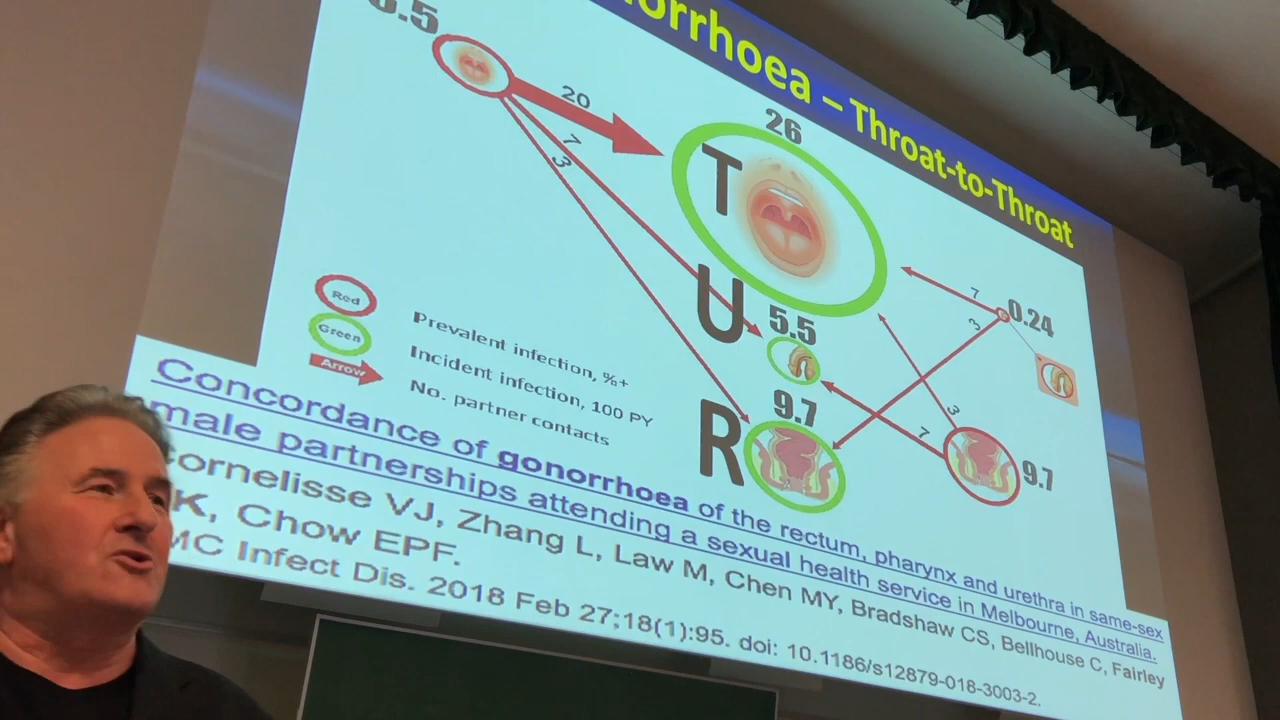 orrhoea – Throat-to-Throat
3.5
20
7
3
26
T
U
5.5
9.7
R
7
0.24
3
3
7
9.7
Red
Green
Arrow
Prevalent infection, %+
Incident infection, 100 PY
No. partner contacts
Concordance of gonorrhoea of the rectum, pharynx and urethra in same-sex
male partnerships attending a sexual health service in Melbourne, Australia.
Cornelisse VJ, Zhang L, Law M, Chen MY, Bradshaw CS, Bellhouse C, Fairley
K, Chow EPF.
MC Infect Dis. 2018 Feb 27;18(1):95. doi: 10.1186/s12879-018-3003-2.